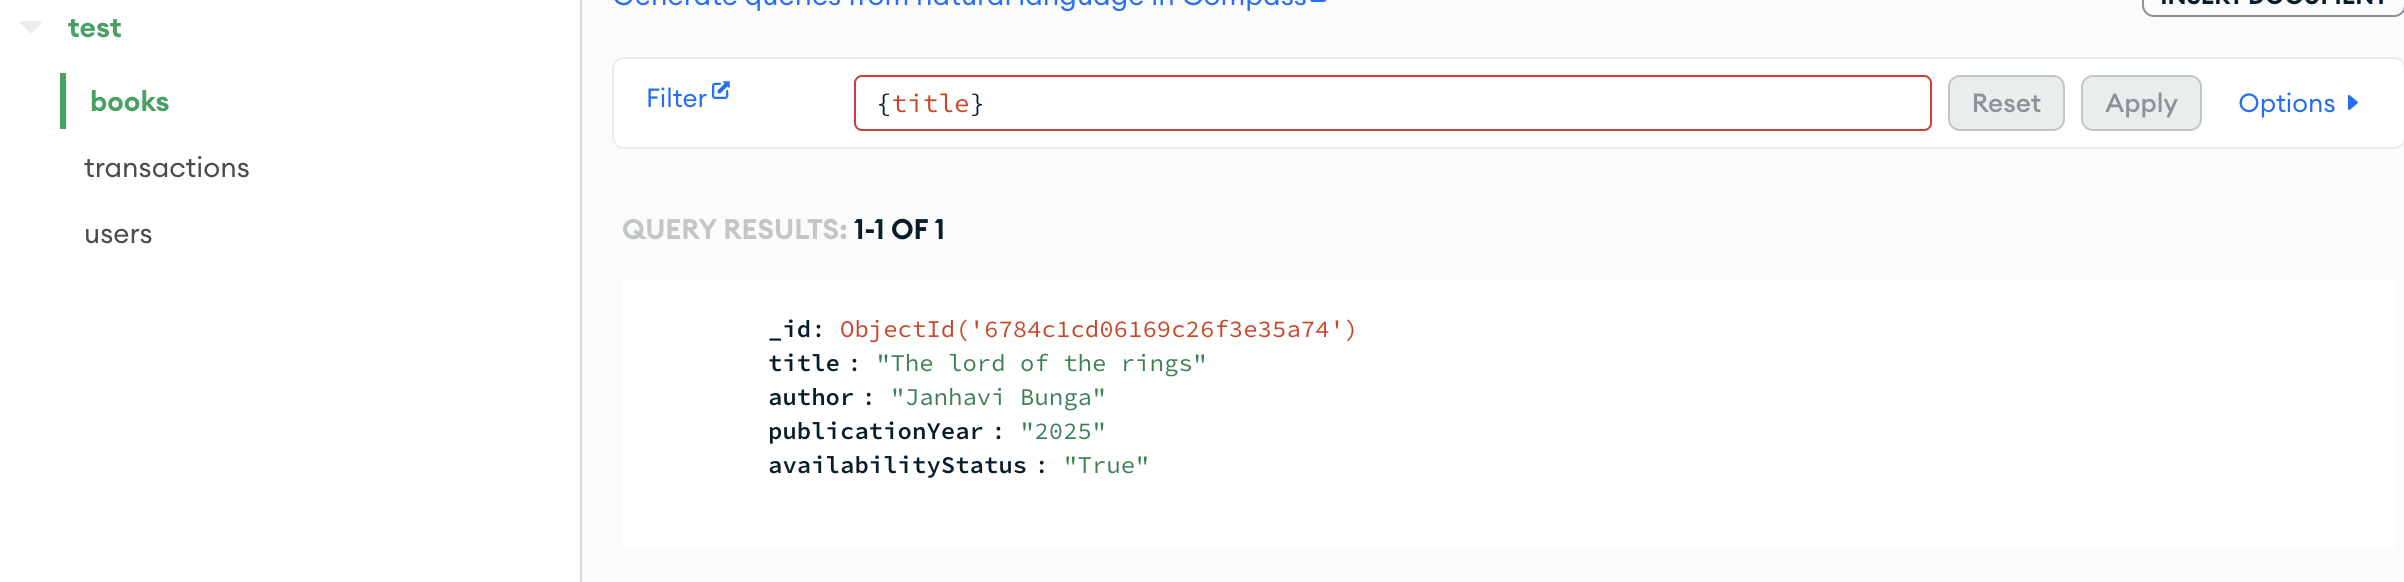 Generate queries from natural language in Compass
INSERT DOCUMENT
test
books
transactions
users
Filter
{title}
Reset
Apply
Options
QUERY RESULTS: 1-1 OF 1
_id: ObjectId('6784c1cd06169c26f3e35a74')
title : "The lord of the rings"
author : "Janhavi Bunga"
publicationYear : "2025"
availabilityStatus : "True"